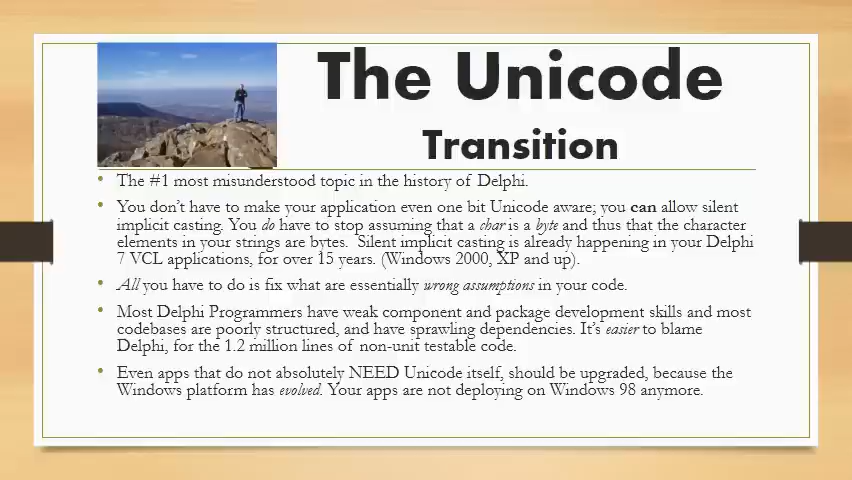 The Unicode
Transition
• The #1 most misunderstood topic in the history of Delphi.
• You don't have to make your application even one bit Unicode aware; you can allow silent
implicit casting. You do have to stop assuming that a char is a byte and thus that the character
elements in your strings are bytes. Silent implicit casting is already happening in your Delphi
7 VCL applications, for over 15 years. (Windows 2000, XP and up).
• All you have to do is fix what are essentially wrong assumptions in your code.
• Most Delphi Programmers have weak component and package development skills and most
codebases are poorly structured, and have sprawling dependencies. It's easier to blame
Delphi, for the 1.2 million lines of non-unit testable code.
• Even apps that do not absolutely NEED Unicode itself, should be upgraded, because the
Windows platform has evolved. Your apps are not deploying on Windows 98 anymore.